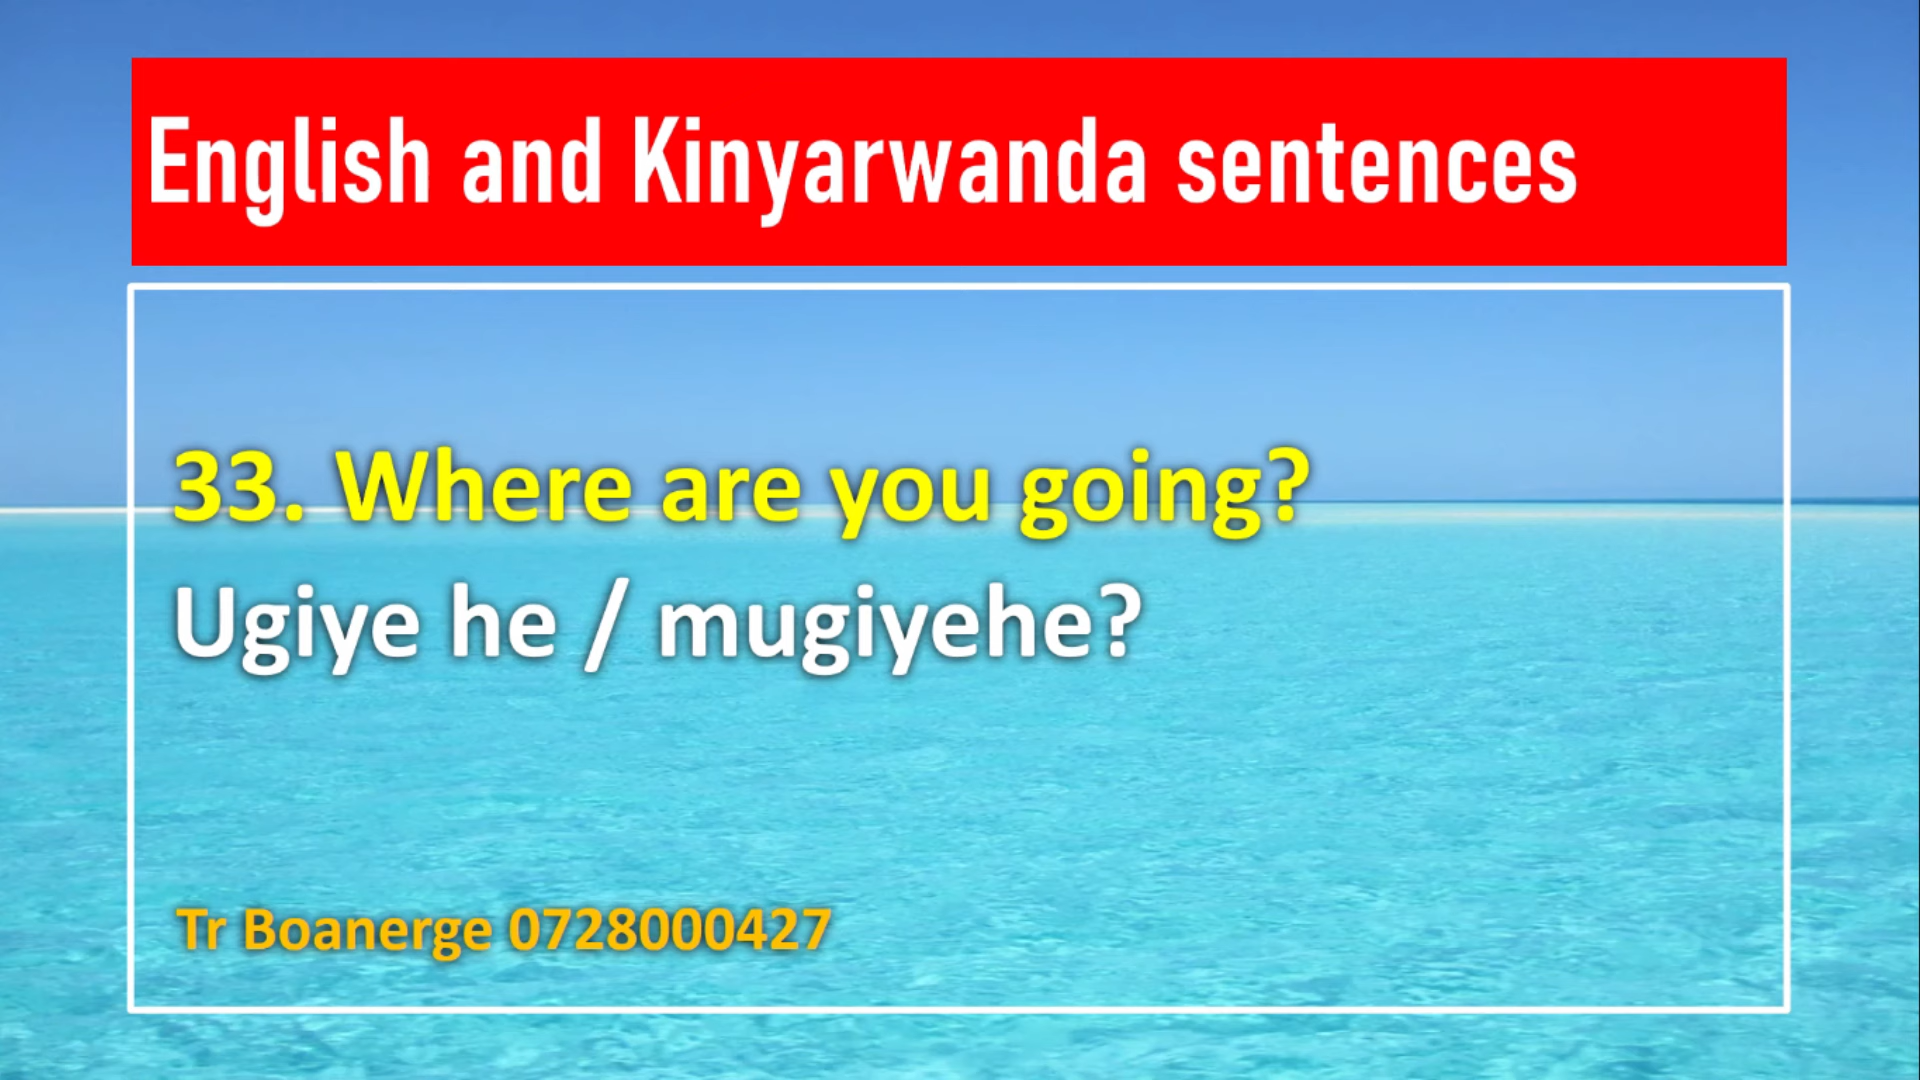 English and Kinyarwanda sentences
33. Where are you going?
Ugiye he / mugiyehe?
Tr Boanerge 0728000427